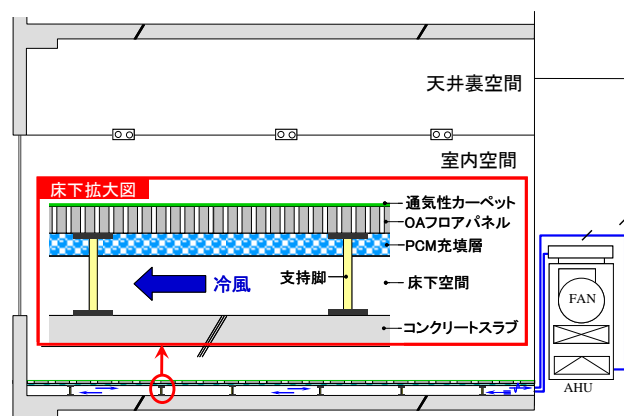 天井裏空間
室内空間
床下拡大図
通気性カーペット
OAフロアパネル
PCM充填層
支持脚
冷風
床下空間
コンクリートスラブ
FAN
AHU